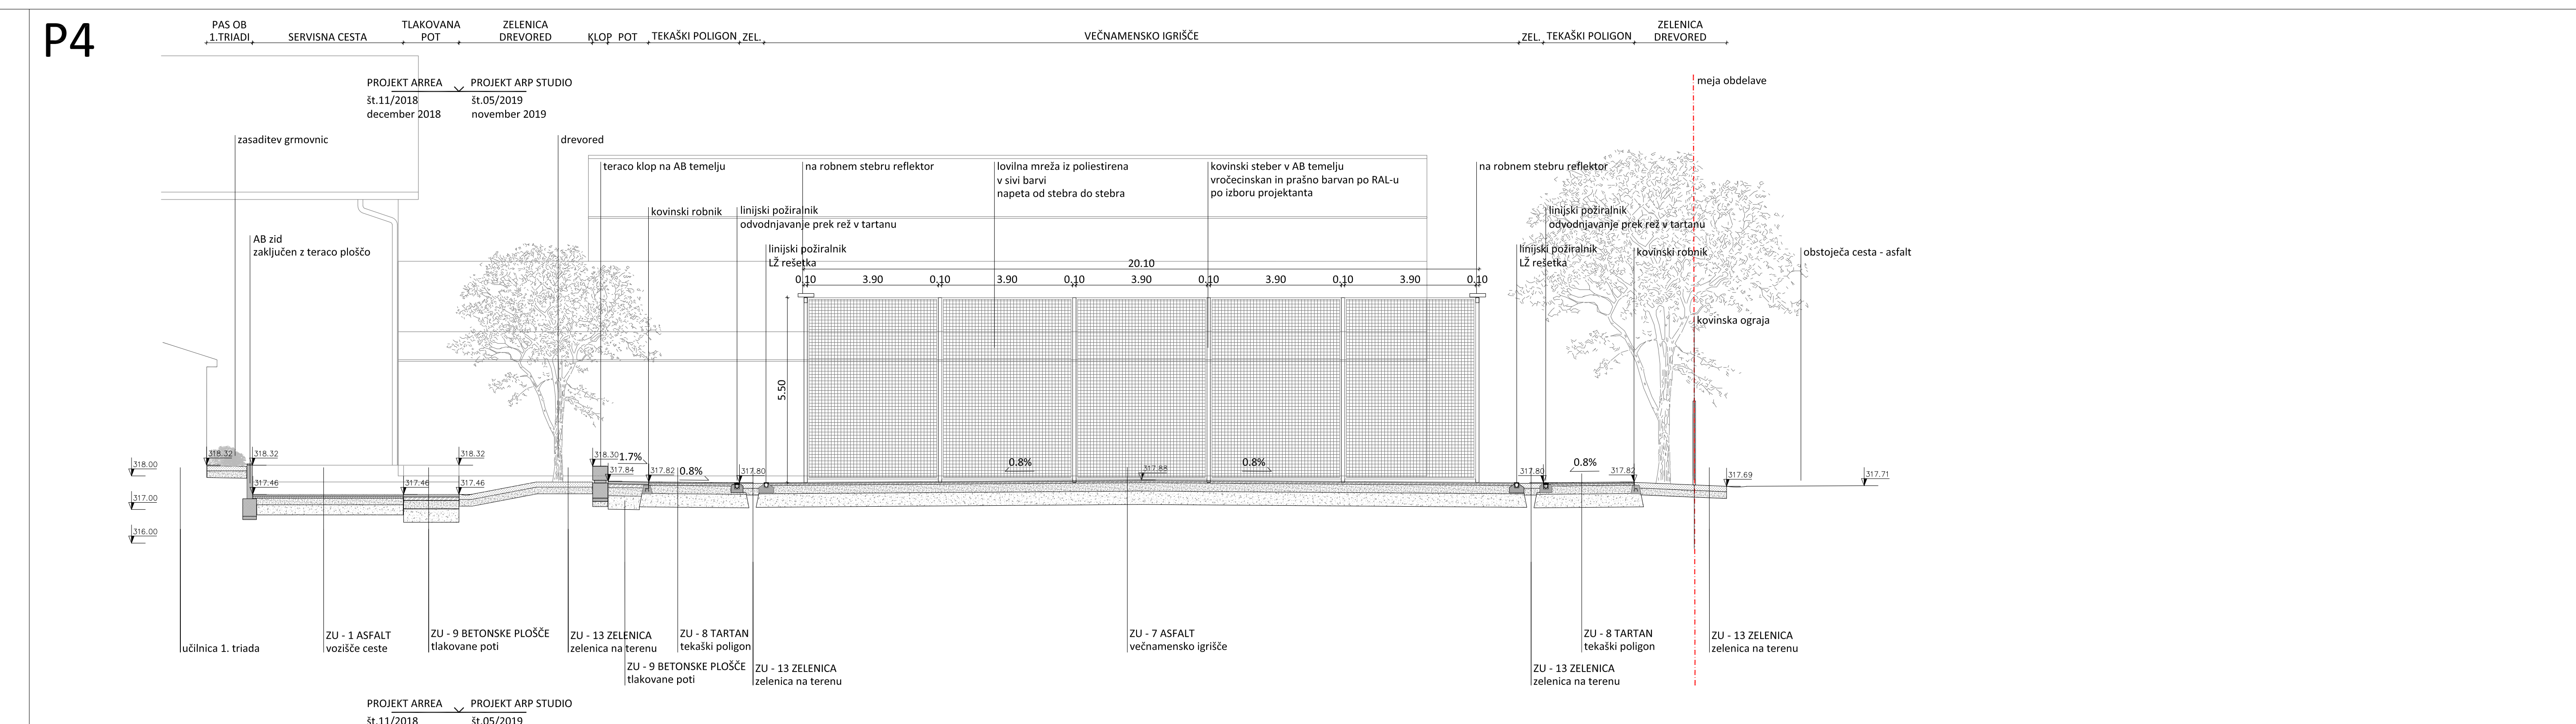 P4
PAS OB
1.TRIADI
SERVISNA CESTA
TLAKOVANA
POT
ZELENICA
DREVORED
KLOP
POT
TEKAŠKI POLIGON
ZEL.
VEČNAMENSKO IGRIŠČE
ZEL.
TEKAŠKI POLIGON
ZELENICA
DREVORED
PROJEKT ARREA
št.11/2018
december 2018
PROJEKT ARP STUDIO
št.05/2019
november 2019
meja obdelave
zasaditev grmovnic
drevored
teraco klop na AB temelju
na robnem stebru reflektor
lovilna mreža iz poliestirena
v sivi barvi
napeta od stebra do stebra
kovinski steber v AB temelju
vročecinskan in prašno barvan po RAL-u
po izboru projektanta
na robnem stebru reflektor
kovinski robnik
linijski požiralnik
odvodnjavanje prek rež v tartanu
linijski požiralnik
odvodnjavanje prek rež v tartanu
AB zid
zaključen z teraco ploščo
linijski požiralnik
LŽ rešetka
linijski požiralnik
LŽ rešetka
kovinski robnik
obstoječa cesta - asfalt
20.10
0.10
3.90
0.10
3.90
0.10
3.90
0.10
3.90
0.10
3.90
0.10
kovinska ograja
5.50
318.32
318.32
318.32
318.30
1.7%
318.00
317.84
317.82
0.8%
317.80
0.8%
317.88
0.8%
317.80
0.8%
317.82
317.69
317.71
317.46
317.46
317.46
317.00
316.00
učilnica 1. triada
ZU - 1 ASFALT
vozišče ceste
ZU - 9 BETONSKE PLOŠČE
tlakovane poti
ZU - 13 ZELENICA
zelenica na terenu
ZU - 9 BETONSKE PLOŠČE
tlakovane poti
ZU - 8 TARTAN
tekaški poligon
ZU - 13 ZELENICA
zelenica na terenu
ZU - 7 ASFALT
večnamensko igrišče
ZU - 13 ZELENICA
zelenica na terenu
ZU - 8 TARTAN
tekaški poligon
ZU - 13 ZELENICA
zelenica na terenu
PROJEKT ARREA
št.11/2018
PROJEKT ARP STUDIO
št.05/2019